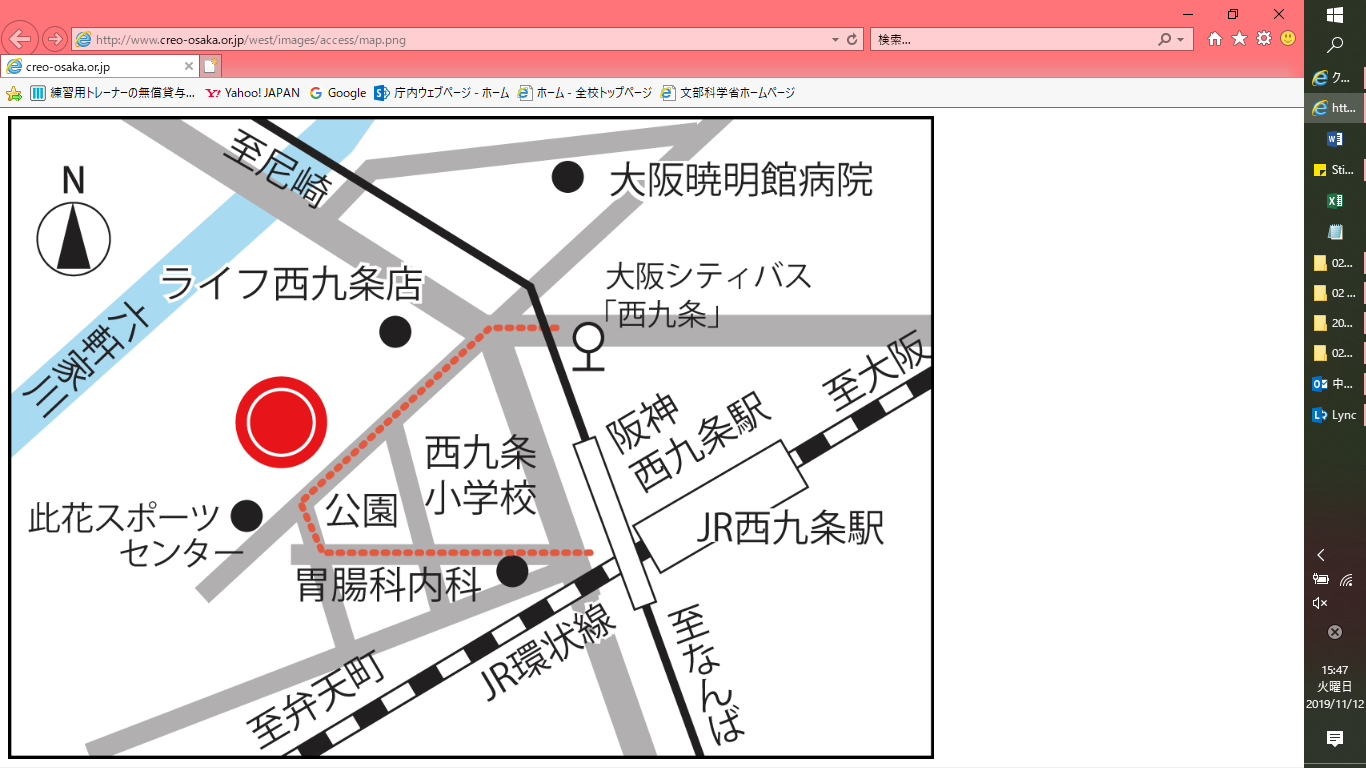 http://www.creo-osaka.or.jp/west/images/access/map.png
検索...
creo-osaka.or.jp
練習用トレーナーの無償貸与...
Yahoo! JAPAN
Google
庁内ウェブページ - ホーム
ホーム - 全校トップページ
文部科学省ホームページ
N
至尼崎
大阪暁明館病院
ライフ西九条店
大阪シティバス
「西九条」
六軒家川
至大阪
阪神
西九条駅
西九条
小学校
公園
此花スポーツ
センター
JR西九条駅
胃腸科内科
JR環状線
至なんば
至弁天町
ク...
htt...
Sti...
02...
02 ...
20...
02...
中...
Lync
15:47
火曜日
2019/11/12